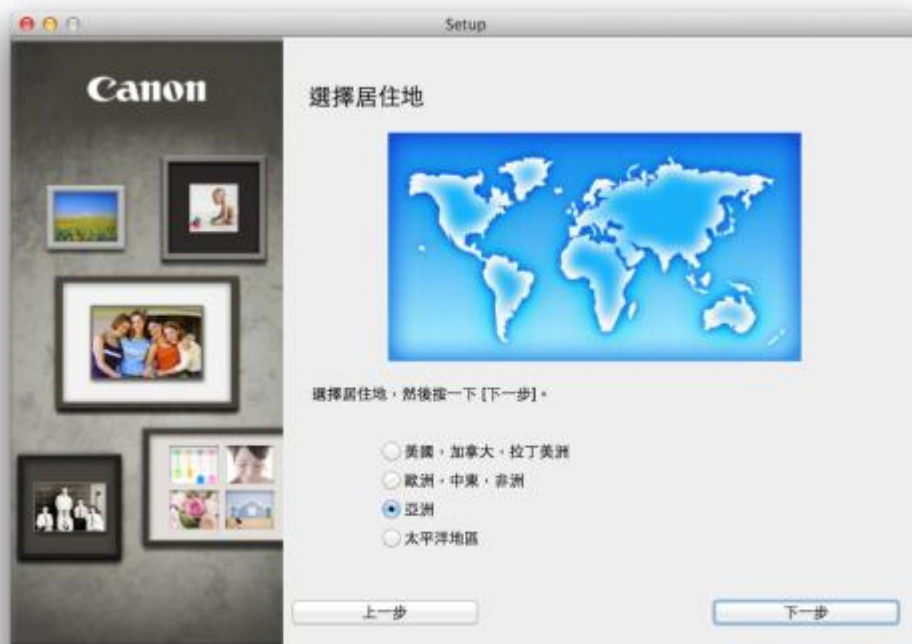 Setup
Canon
選擇居住地
選擇居住地，然後按一下 [下一步]。
美國，加拿大，拉丁美洲
歐洲，中東，非洲
亞洲
太平洋地區
上一步
下一步